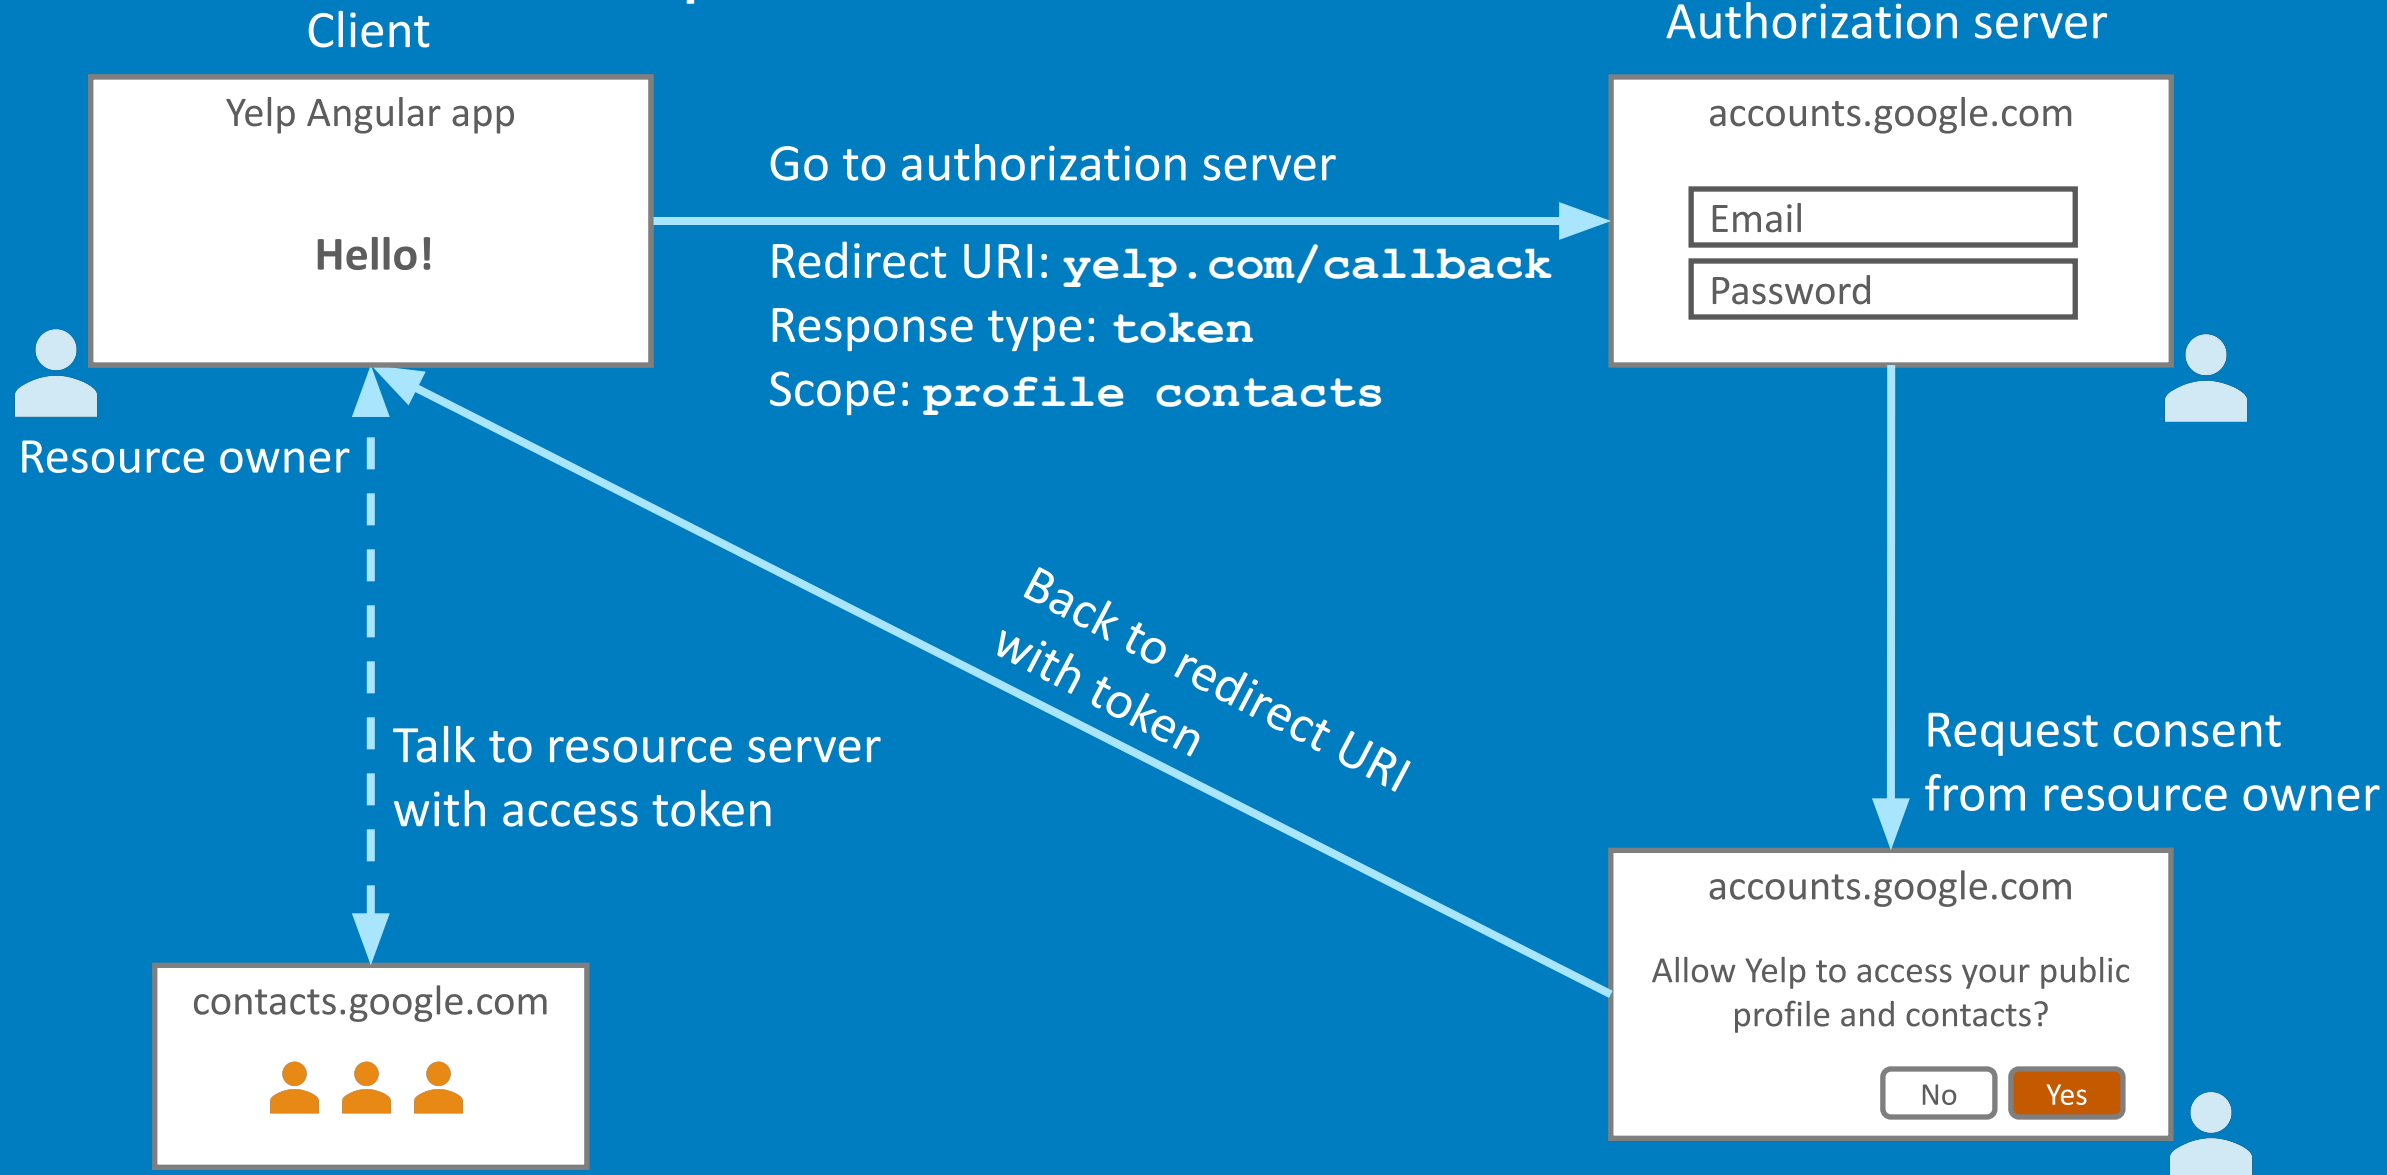 Client
Authorization server
Yelp Angular app
Hello!
Go to authorization server
Redirect URI: yelp.com/callback
Response type: token
Scope: profile contacts
accounts.google.com
Email
Password
Resource owner
Back to redirect URI
with token
Talk to resource server
with access token
Request consent
from resource owner
contacts.google.com
accounts.google.com
Allow Yelp to access your public
profile and contacts?
No
Yes